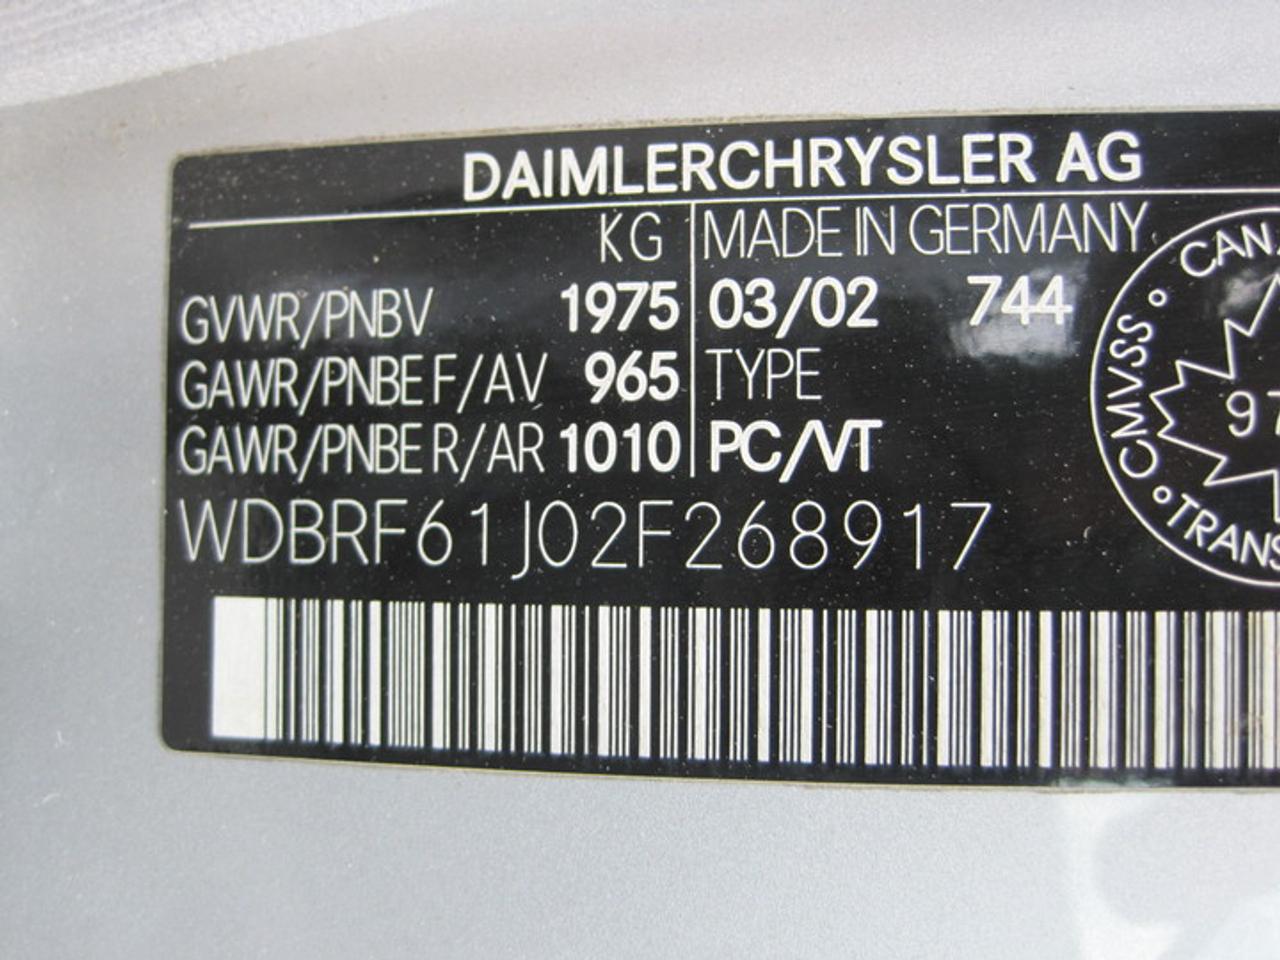 DAIMLERCHRYSLER AG
KG
MADE IN GERMANY
GVWR/PNBV 1975
03/02 744
GAWR/PNBE F/AV 965
TYPE
GAWR/PNBE R/AR 1010
PC/VT
WDBRF61J02F268917
CMVSS
97